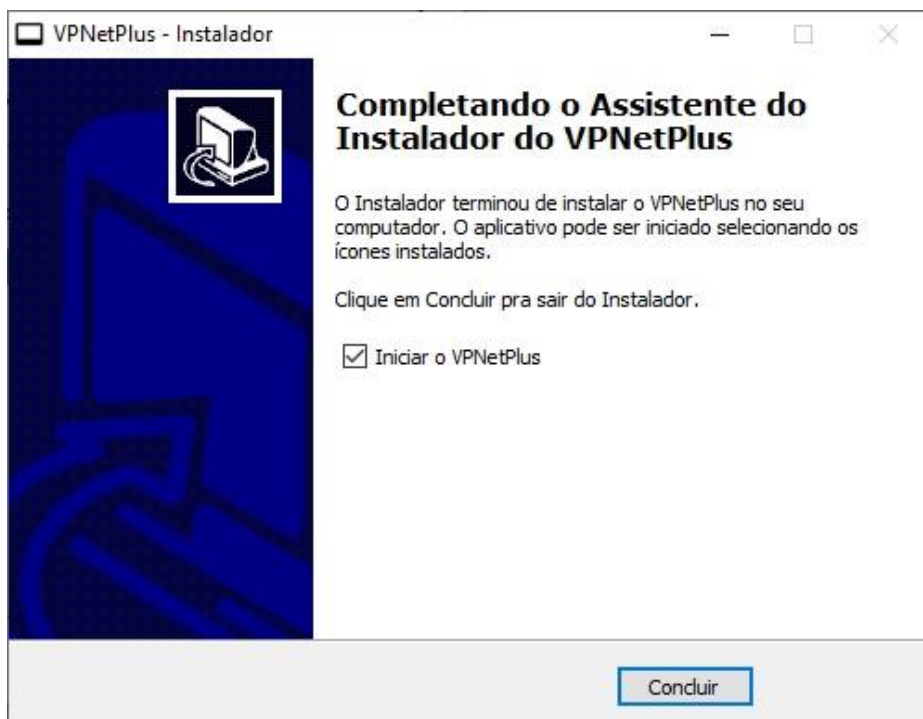 VPNetPlus - Instalador
Completando o Assistente do
Instalador do VPNetPlus
O Instalador terminou de instalar o VPNetPlus no seu
computador. O aplicativo pode ser iniciado selecionando os
ícones instalados.
Clique em Concluir pra sair do Instalador.
Iniciar o VPNetPlus
Concluir